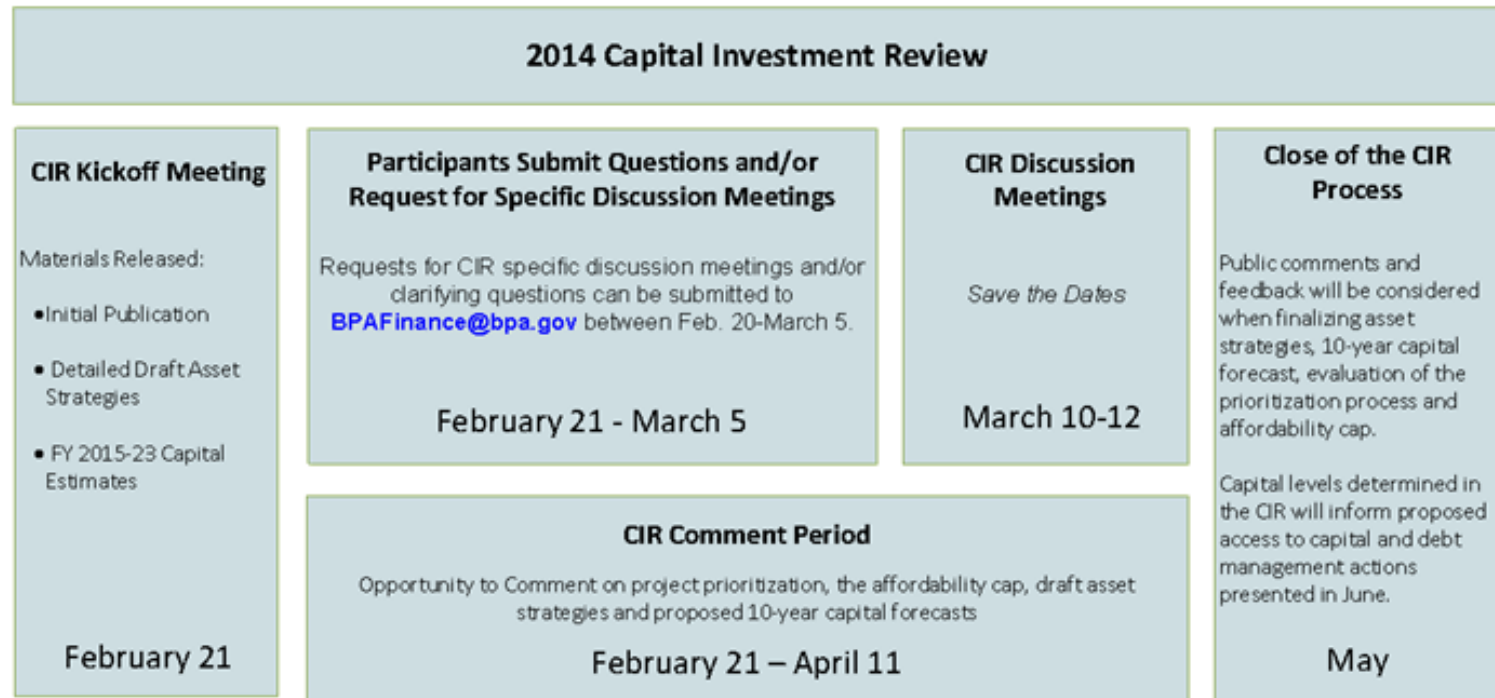 2014 Capital Investment Review
CIR Kickoff Meeting
Materials Released:
•Initial Publication
• Detailed Draft Asset
Strategies
• FY 2015-23 Capital
Estimates
February 21
Participants Submit Questions and/or
Request for Specific Discussion Meetings
Requests for CIR specific discussion meetings and/or
clarifying questions can be submitted to
BPAFinance@bpa.gov between Feb. 20-March 5.
February 21 - March 5
CIR Discussion
Meetings
Save the Dates
March 10-12
CIR Comment Period
Opportunity to Comment on project prioritization, the affordability cap, draft asset
strategies and proposed 10-year capital forecasts
February 21 – April 11
Close of the CIR
Process
Public comments and
feedback will be considered
when finalizing asset
strategies, 10-year capital
forecast, evaluation of the
prioritization process and
affordability cap.
Capital levels determined in
the CIR will inform proposed
access to capital and debt
management actions
presented in June.
May